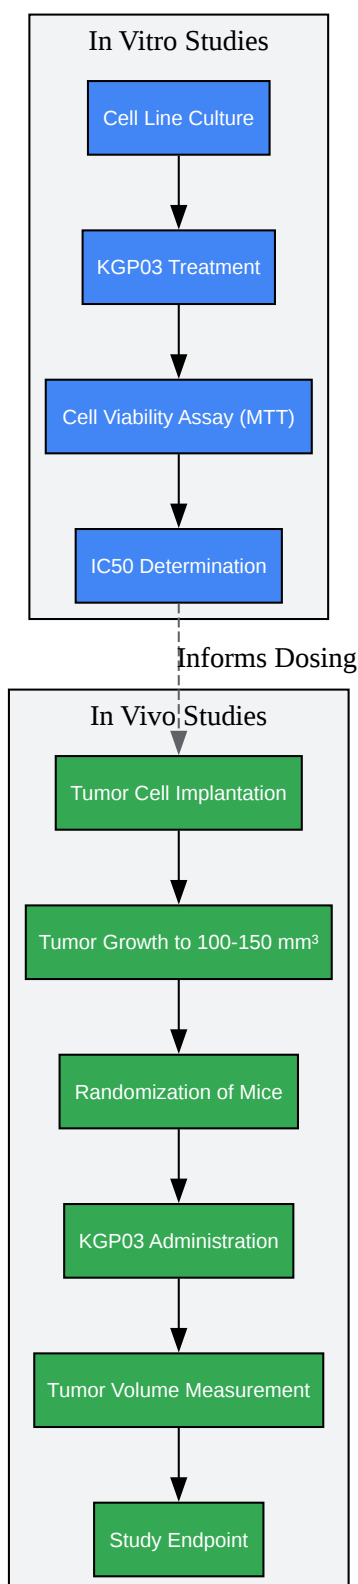 In Vitro Studies
Cell Line Culture
KGP03 Treatment
Cell Viability Assay (MTT)
IC50 Determination
Informs Dosing
In Vivo Studies
Tumor Cell Implantation
Tumor Growth to 100-150 mm³
Randomization of Mice
KGP03 Administration
Tumor Volume Measurement
Study Endpoint